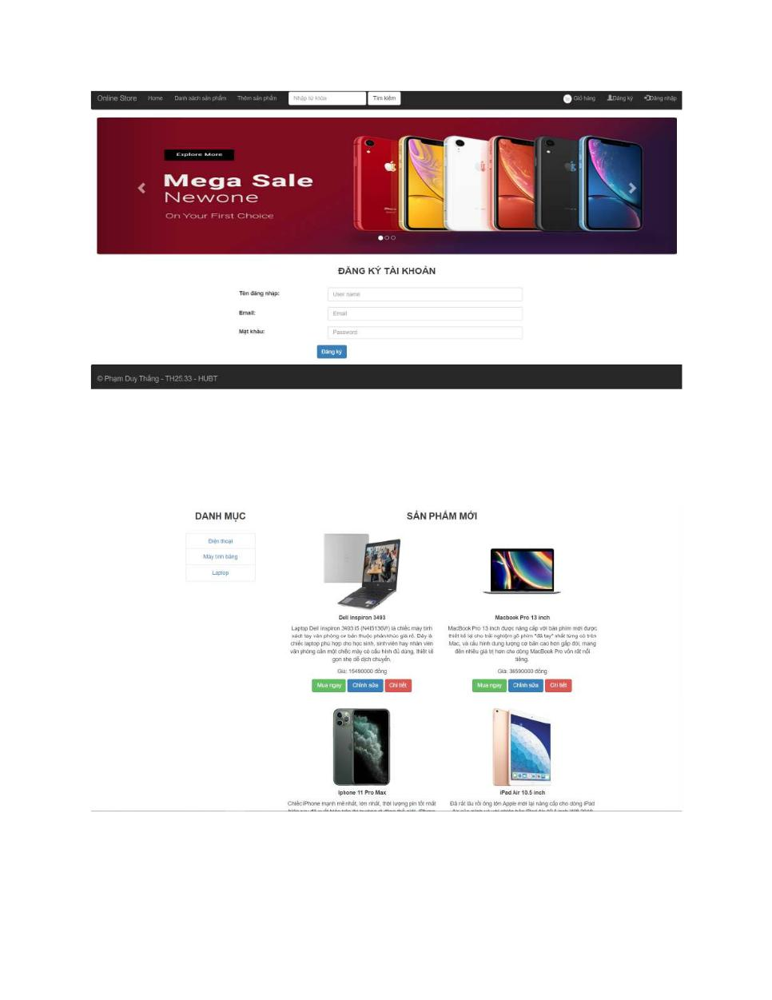 Online Store Home Danh sách sản phẩm Thêm sản phẩm Nhập từ khóa Tìm kiếm Giỏ hàng Đăng ký Đăng nhập
Explore More
Mega Sale
Newone
On Your First Choice
ĐĂNG KÝ TÀI KHOẢN
Tên đăng nhập: User name
Email: Email
Mật khẩu: Password
Đăng ký
© Phạm Duy Thắng - TH25.33 - HUBT
DANH MỤC
Điện thoại
Máy tính bảng
Laptop
SẢN PHẨM MỚI
Dell Inspiron 3493
Laptop Dell Inspiron 3493 i5 (N4I5136W) là chiếc máy tính
xách tay văn phòng cơ bản thuộc phân khúc giá rẻ. Đây là
chiếc laptop phù hợp cho học sinh, sinh viên hay nhân viên
văn phòng cần một chiếc máy có cấu hình đủ dùng, thiết kế
gọn nhẹ dễ dịch chuyển.
Giá: 15490000 đồng
Mua ngay Chỉnh sửa Chi tiết
Macbook Pro 13 inch
MacBook Pro 13 inch được nâng cấp với bàn phím mới được
thiết kế lại cho trải nghiệm gõ phím "đã tay" nhất từng có trên
Mac, và cấu hình dung lượng cơ bản cao hơn gấp đôi, mang
đến nhiều giá trị hơn cho dòng MacBook Pro vốn rất nổi
tiếng.
Giá: 36590000 đồng
Mua ngay Chỉnh sửa Chi tiết
Iphone 11 Pro Max
Chiếc iPhone mạnh mẽ nhất, lớn nhất, thời lượng pin tốt nhất
iPad Air 10.5 inch
Đã rất lâu rồi ông lớn Apple mới lại nâng cấp cho dòng iPad